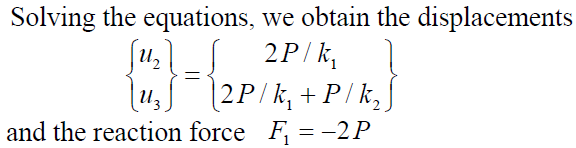 Solving the equations, we obtain the displacements
{u₂
u₃} = {2P / k₁
2P / k₁ + P / k₂}
and the reaction force F₁ = −2P